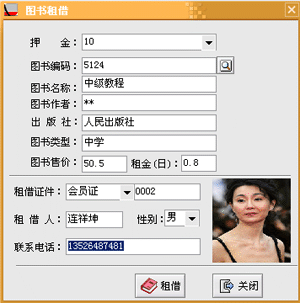 图书租借
押 金: 10
图书编码: 5124
图书名称: 中级教程
图书作者: **
出 版 社: 人民出版社
图书类型: 中学
图书售价: 50.5 租金(日): 0.8
租借证件: 会员证 0002
租 借 人: 连祥坤 性别: 男
联系电话: 13526487481
租借 关闭